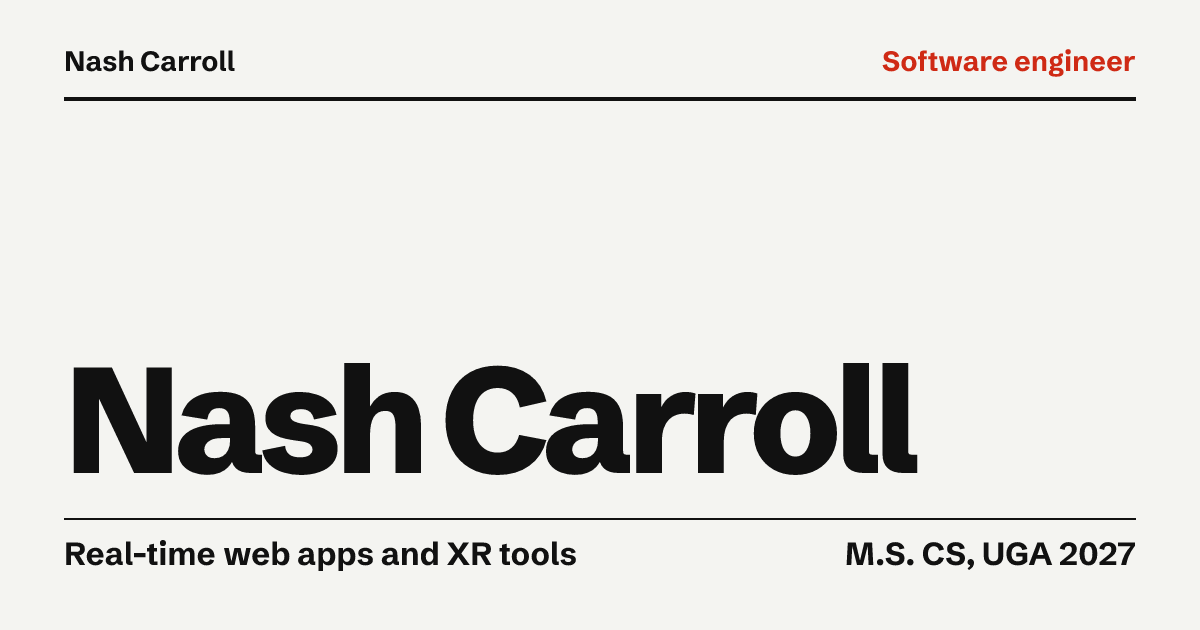 Nash Carroll
Software engineer
Nash Carroll
Real-time web apps and XR tools
M.S. CS, UGA 2027